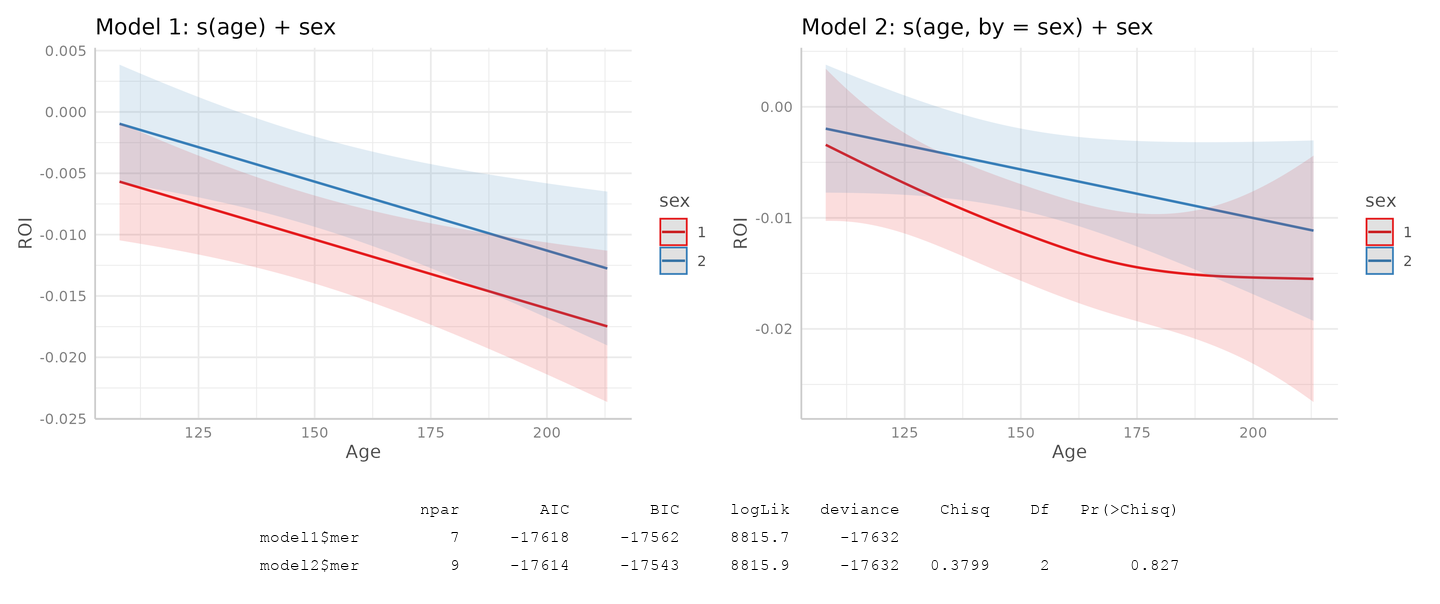 Model 1: s(age) + sex
0.005
0.000
-0.005
-0.010
-0.015
-0.020
-0.025
ROI
125 150 175 200
Age
sex
1
2
Model 2: s(age, by = sex) + sex
0.00
-0.01
-0.02
ROI
125 150 175 200
Age
sex
1
2
npar AIC BIC logLik deviance Chisq Df Pr(>Chisq)
model1$mer 7 -17618 -17562 8815.7 -17632
model2$mer 9 -17614 -17543 8815.9 -17632 0.3799 2 0.827